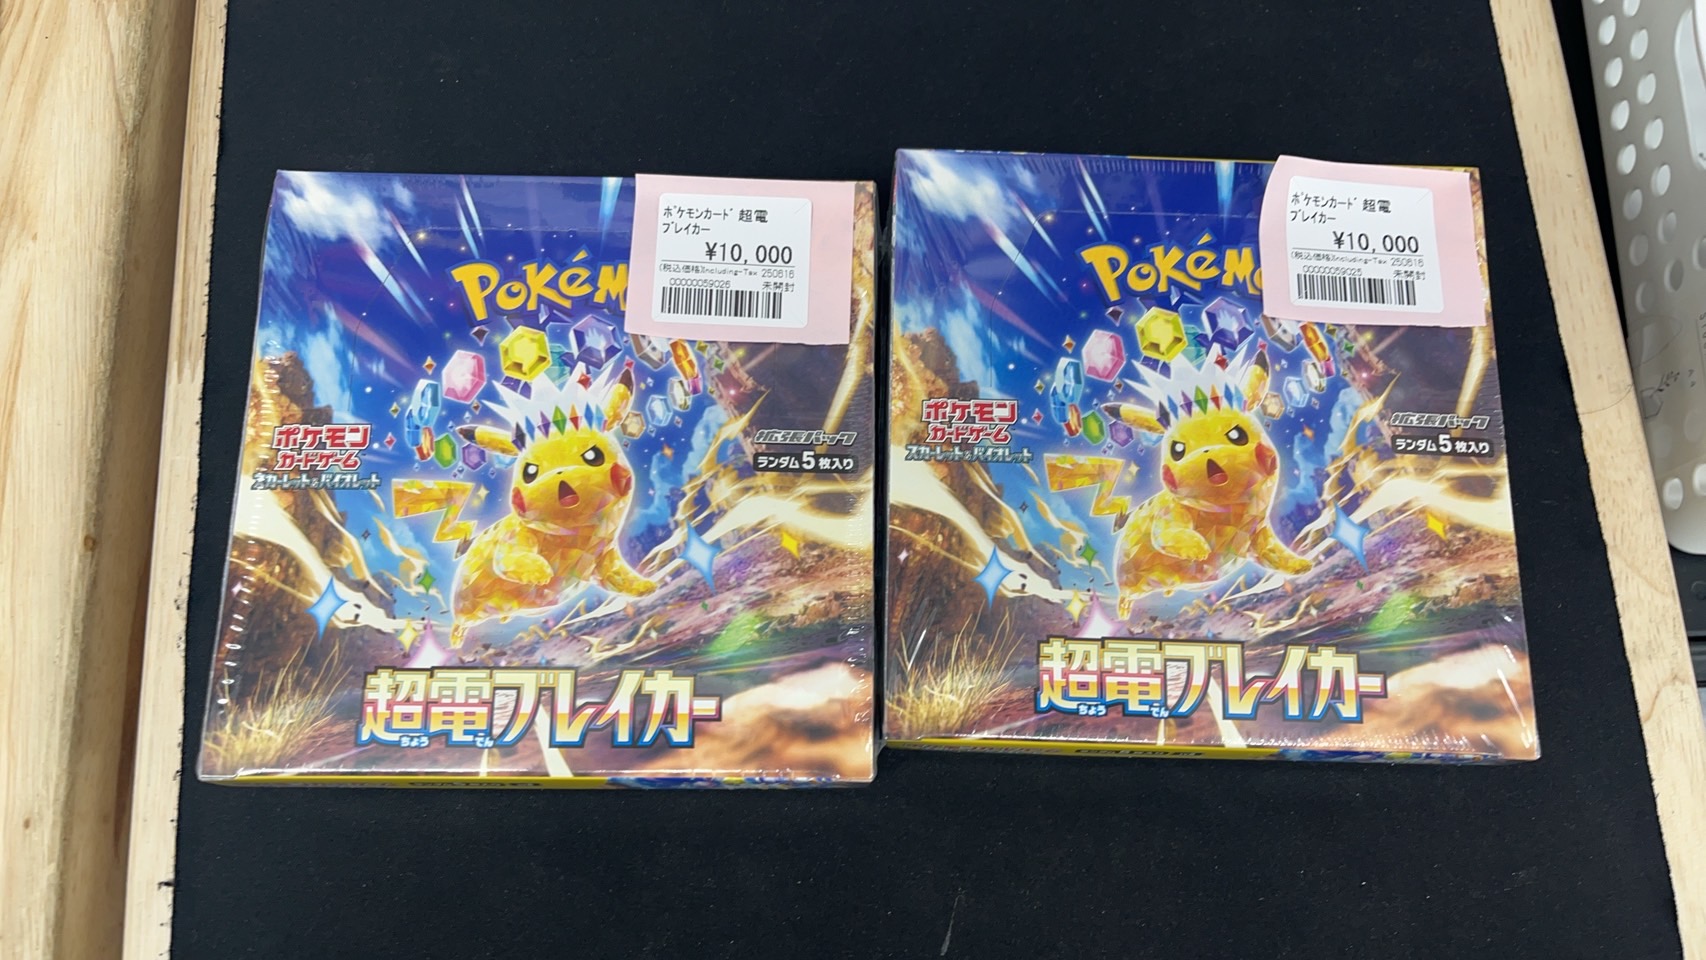 ポケモンカード 超電
ブレイカー
¥10,000
(税込価格)Including-Tax 250616
00000059026 未開封
POKéM
ポケモン
カードゲーム
スカーレット&バイオレット
拡張パック
ランダム5枚入り
超電ブレイカー
ちょう でん
ポケモンカード 超電
ブレイカー
¥10,000
(税込価格)Including-Tax 250616
00000059025 未開封
POKéMo
ポケモン
カードゲーム
スカーレット&バイオレット
拡張パック
ランダム5枚入り
超電ブレイカー
ちょう でん